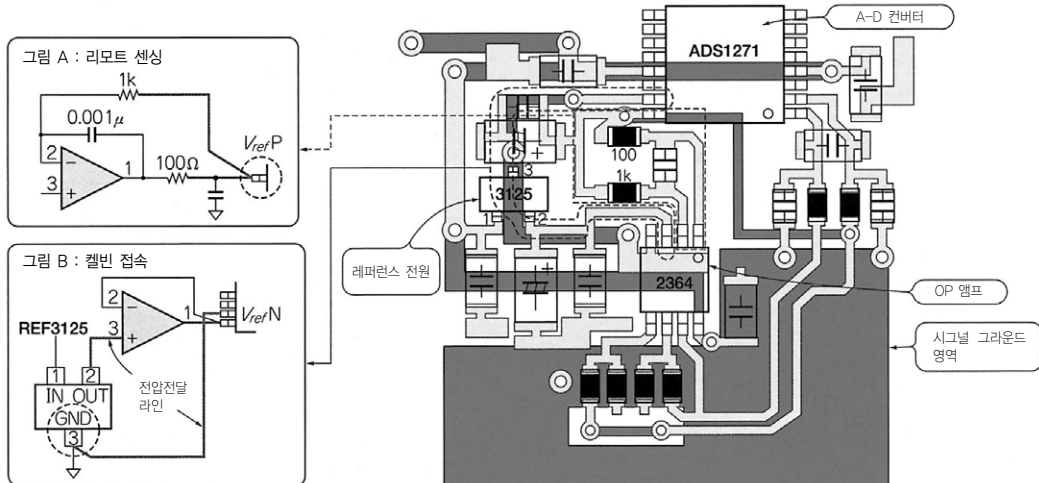 그림 A : 리모트 센싱
1k
0.001μ
2
−
3
+
1
100Ω
VrefP
그림 B : 켈빈 접속
2
−
3
+
1
VrefN
REF3125
1
2
IN OUT
GND
3
전압전달
라인
A-D 컨버터
ADS1271
100
1k
+
3
3125
1
2
레퍼런스 전원
+
2364
OP 앰프
시그널 그라운드
영역